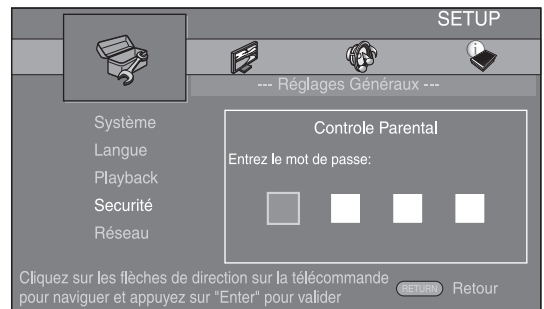 SETUP
--- Réglages Généraux ---
Système
Langue
Playback
Securité
Réseau
Controle Parental
Entrez le mot de passe:
Cliquez sur les flèches de direction sur la télécommande
pour naviguer et appuyez sur "Enter" pour valider
RETURN Retour